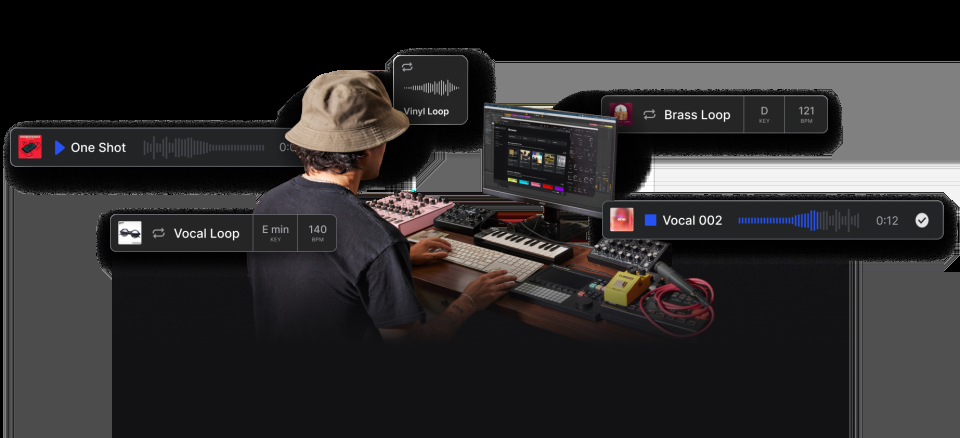 Vinyl Loop
Brass Loop
D
KEY
121
BPM
One Shot
Vocal Loop
E min
KEY
140
BPM
Vocal 002
0:12